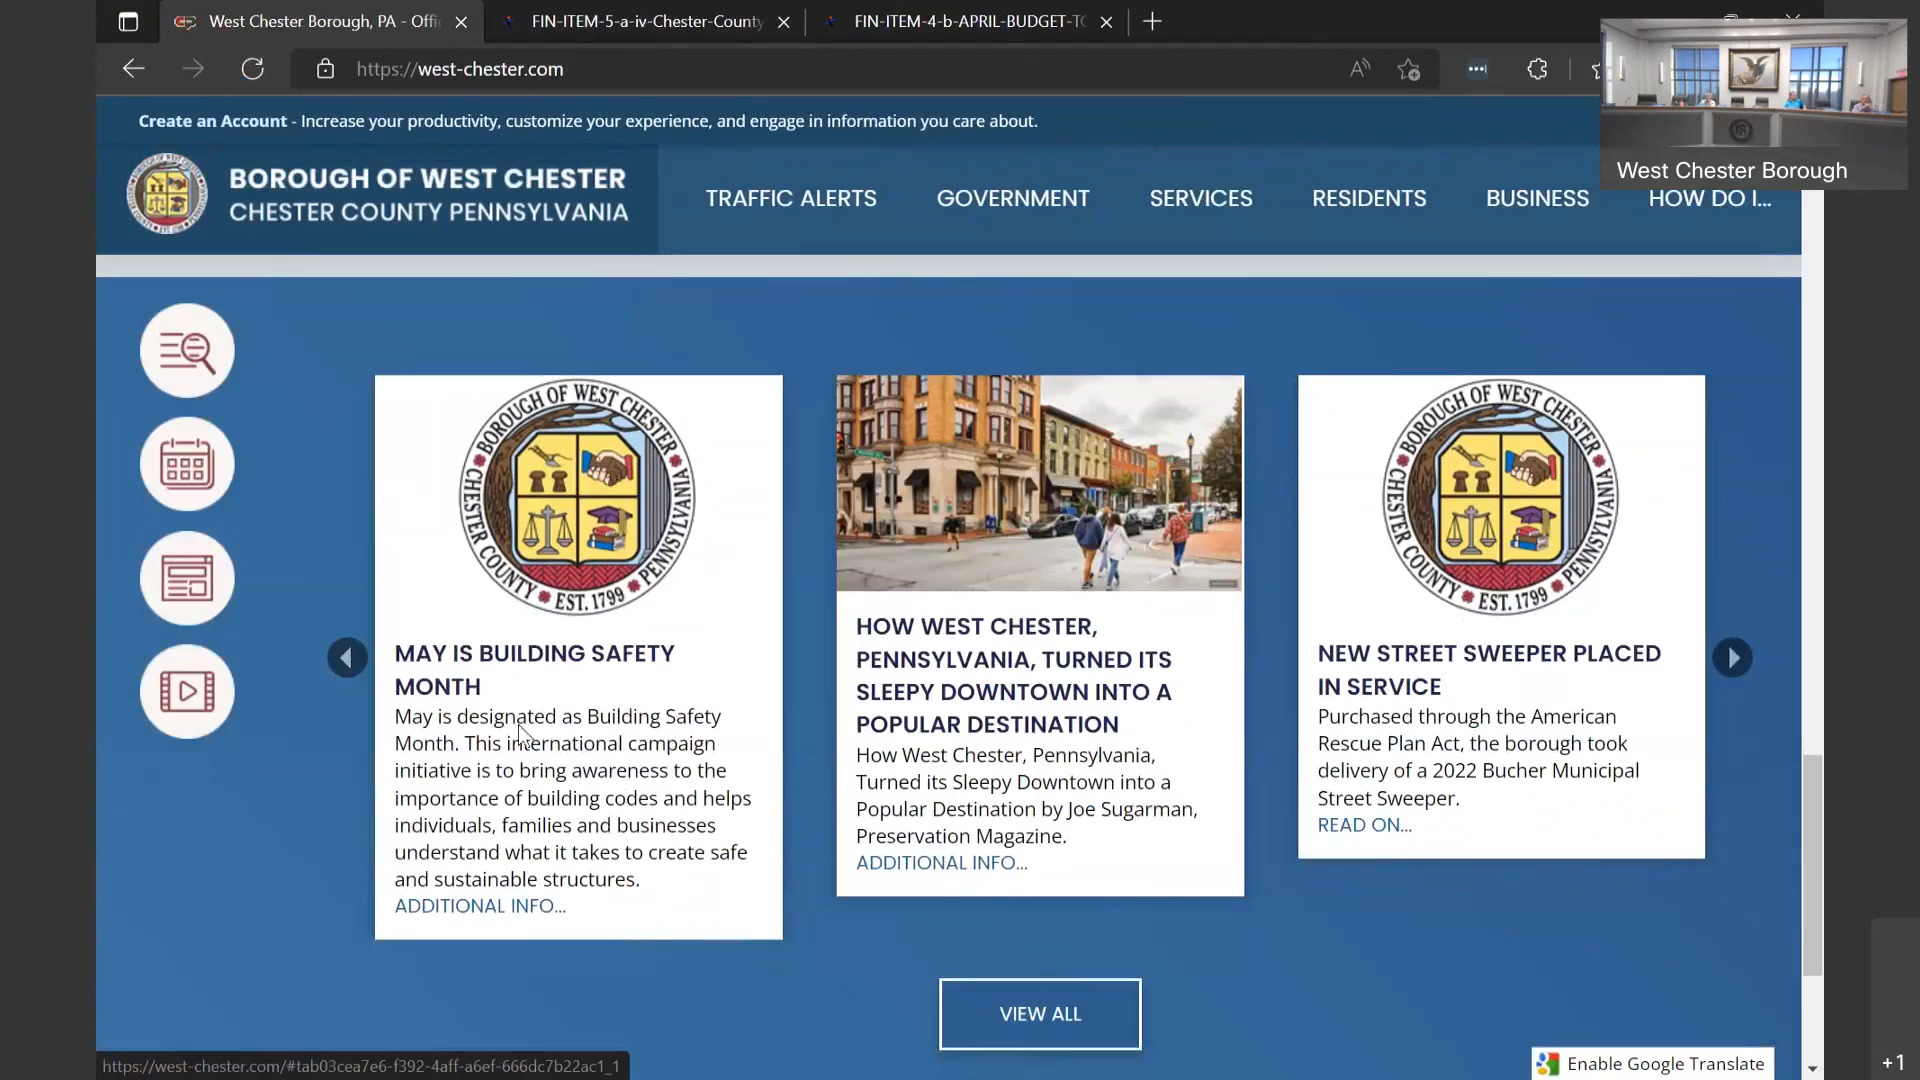 West Chester Borough, PA - Offi
FIN-ITEM-5-a-iv-Chester-County
FIN-ITEM-4-b-APRIL-BUDGET-TO
https://west-chester.com
Create an Account - Increase your productivity, customize your experience, and engage in information you care about.
West Chester Borough
BOROUGH OF WEST CHESTER
CHESTER COUNTY PENNSYLVANIA
TRAFFIC ALERTS
GOVERNMENT
SERVICES
RESIDENTS
BUSINESS
HOW DO I...
BOROUGH OF WEST CHESTER
CHESTER COUNTY, PENNSYLVANIA
EST. 1799
MAY IS BUILDING SAFETY
MONTH
May is designated as Building Safety
Month. This international campaign
initiative is to bring awareness to the
importance of building codes and helps
individuals, families and businesses
understand what it takes to create safe
and sustainable structures.
ADDITIONAL INFO...
HOW WEST CHESTER,
PENNSYLVANIA, TURNED ITS
SLEEPY DOWNTOWN INTO A
POPULAR DESTINATION
How West Chester, Pennsylvania,
Turned its Sleepy Downtown into a
Popular Destination by Joe Sugarman,
Preservation Magazine.
ADDITIONAL INFO...
BOROUGH OF WEST CHESTER
CHESTER COUNTY, PENNSYLVANIA
EST. 1799
NEW STREET SWEEPER PLACED
IN SERVICE
Purchased through the American
Rescue Plan Act, the borough took
delivery of a 2022 Bucher Municipal
Street Sweeper.
READ ON...
VIEW ALL
https://west-chester.com/#tab03cea7e6-f392-4aff-a6ef-666dc7b22ac1_1
Enable Google Translate
+1